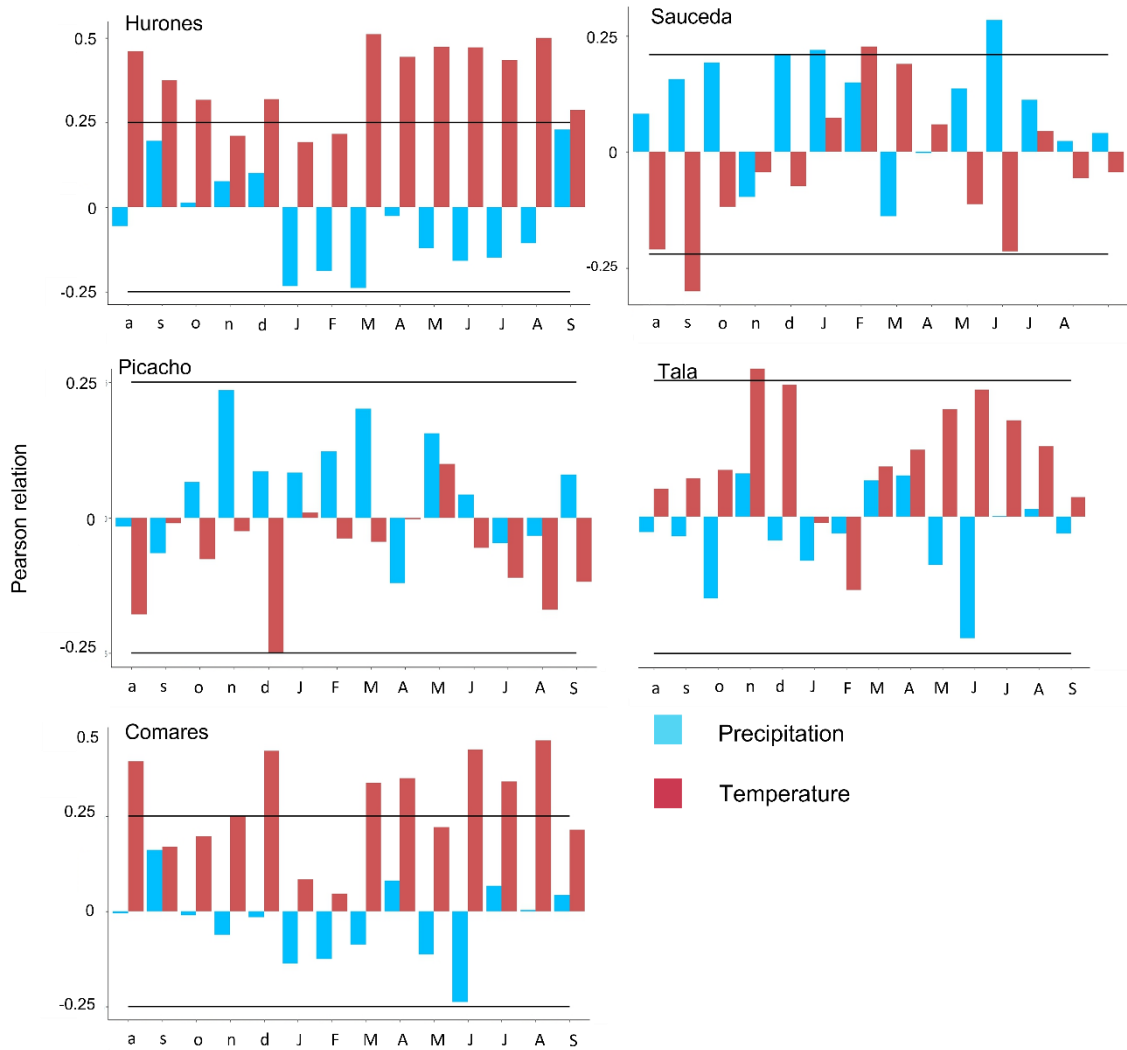 Hurones
0.5
0.25
0
-0.25
a s o n d J F M A M J J A S
Sauceda
0.25
0
-0.25
a s o n d J F M A M J J A
Pearson relation
Picacho
0.25
0
-0.25
a s o n d J F M A M J J A S
Tala
a s o n d J F M A M J J A S
Comares
0.5
0.25
0
-0.25
a s o n d J F M A M J J A S
Precipitation
Temperature